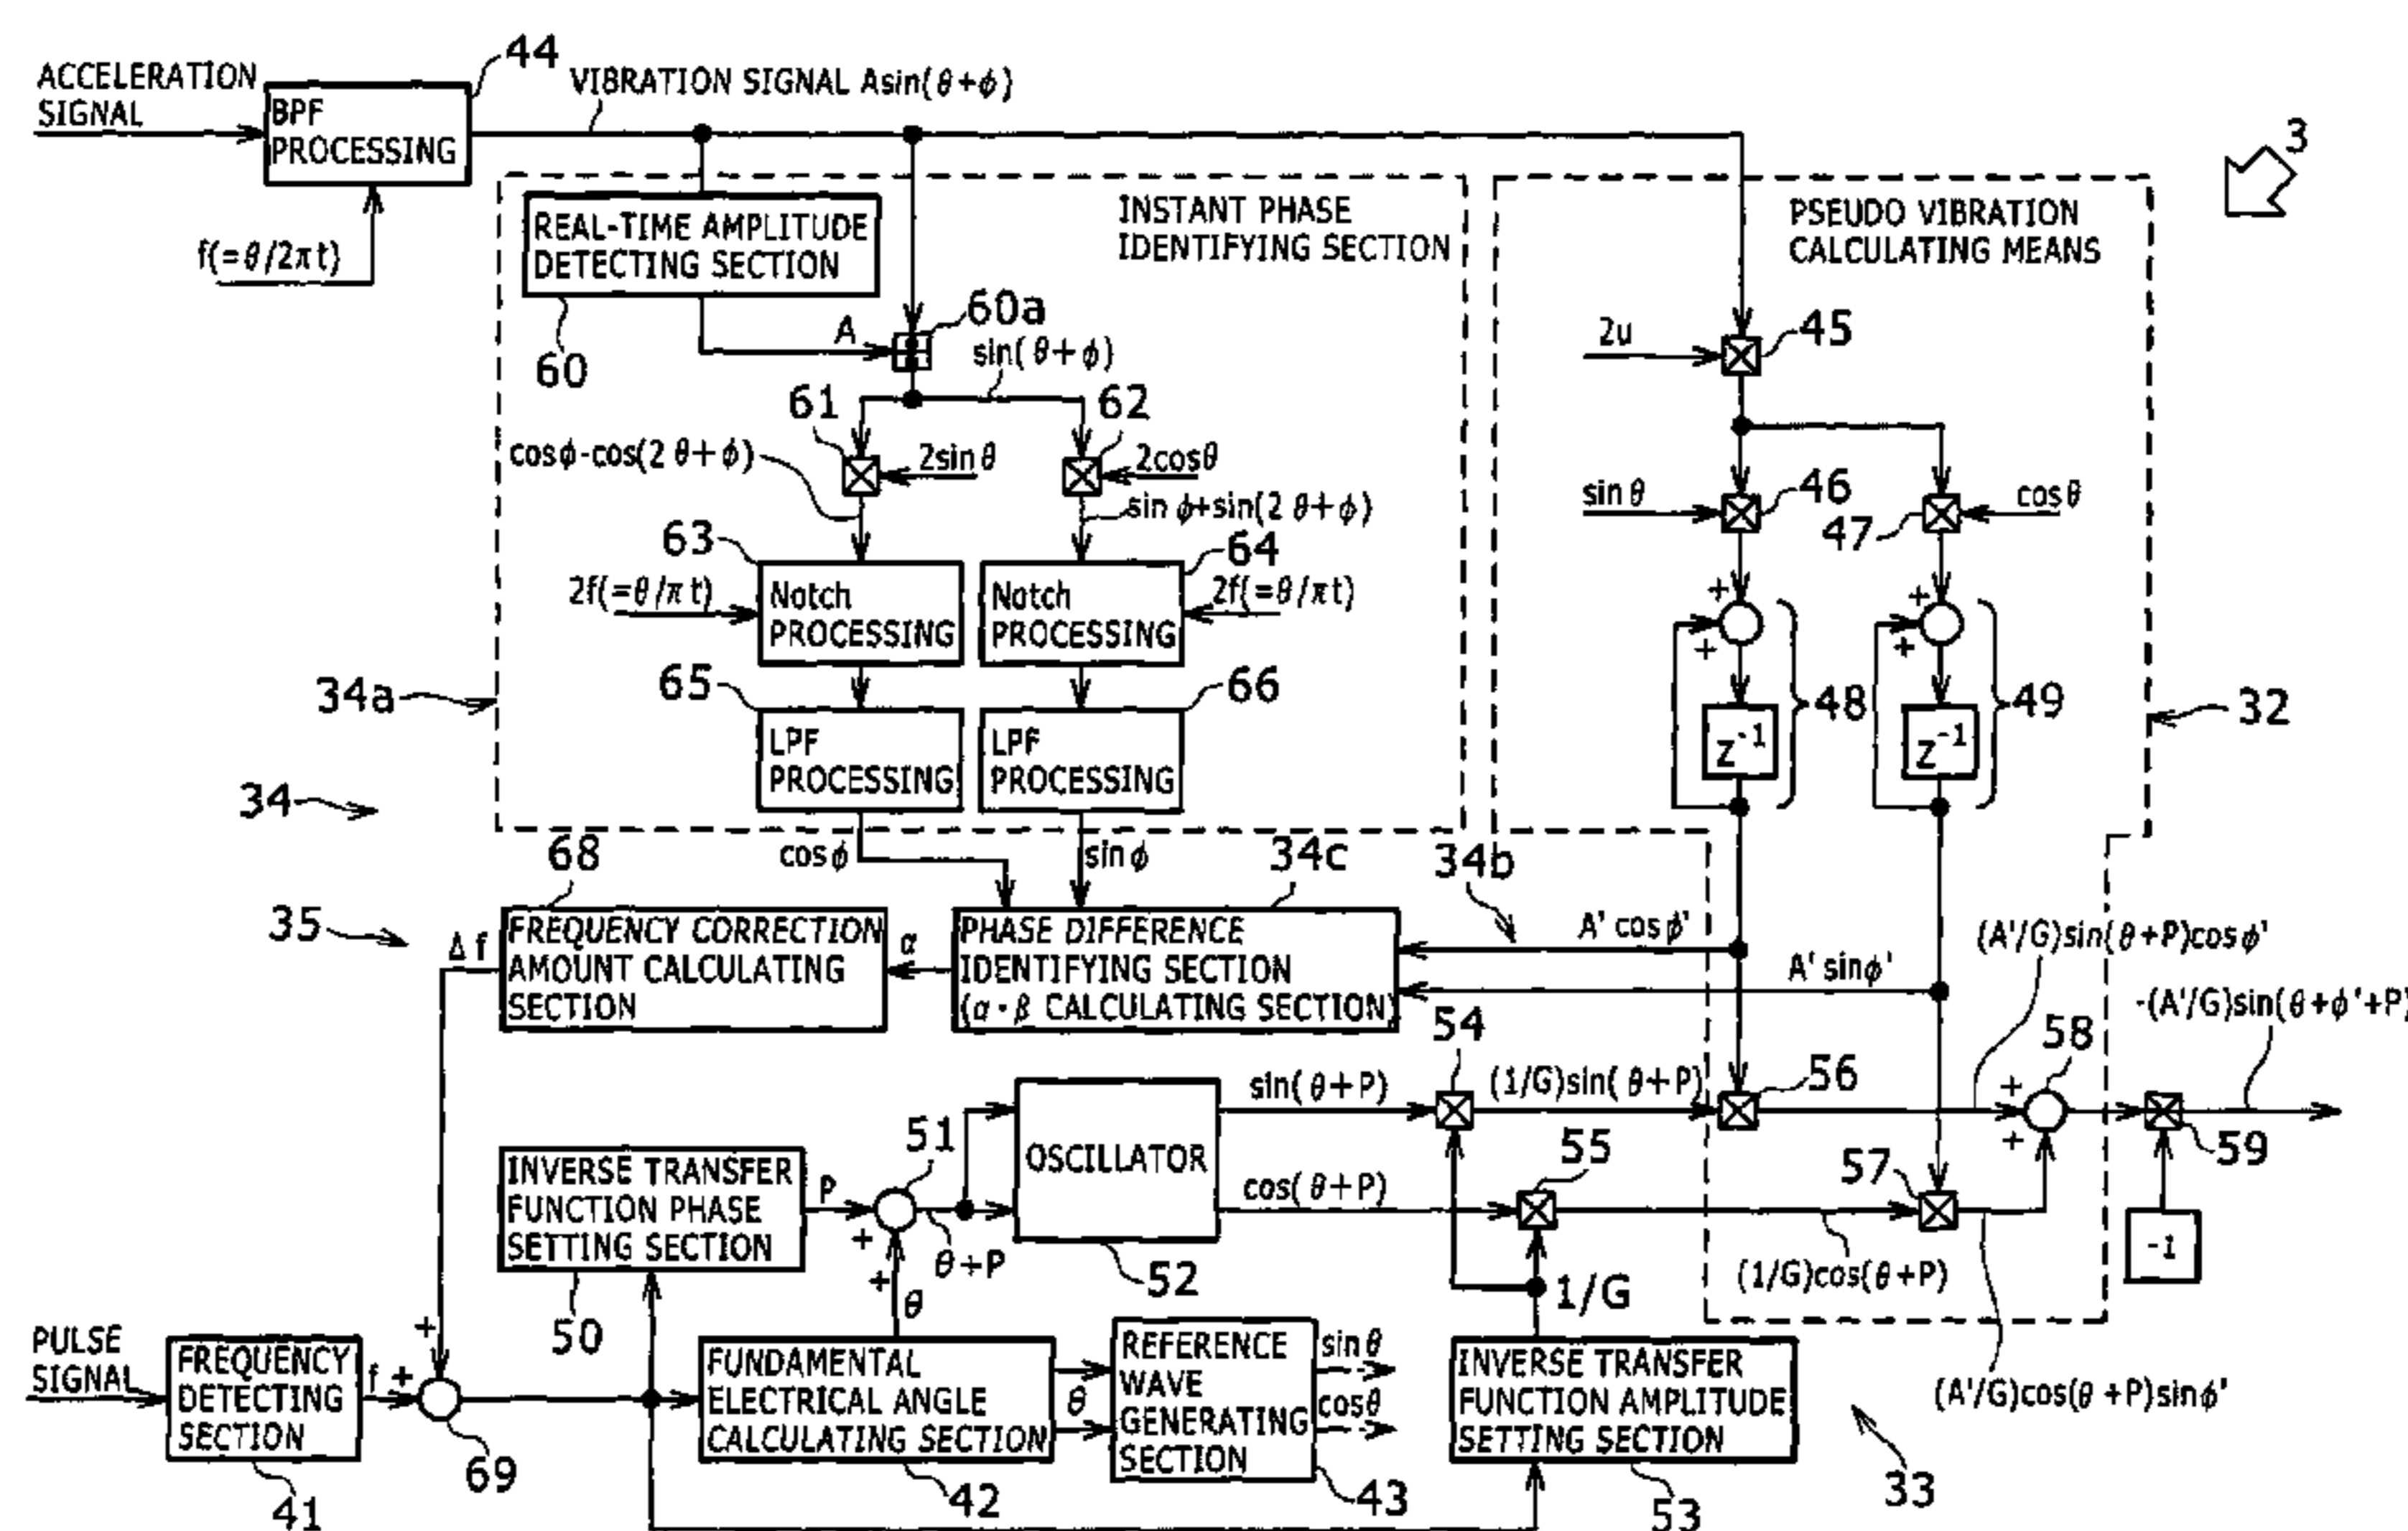 44
ACCELERATION
SIGNAL
BPF
PROCESSING
VIBRATION SIGNAL Asin(θ+ϕ)
3
f(=θ/2πt)
REAL-TIME AMPLITUDE
DETECTING SECTION
INSTANT PHASE
IDENTIFYING SECTION
PSEUDO VIBRATION
CALCULATING MEANS
60
A
60a
sin(θ+ϕ)
2u
45
61
62
cosϕ-cos(2θ+ϕ)
2sinθ
2cosθ
sinϕ+sin(2θ+ϕ)
sinθ
46
47
cosθ
63
64
2f(=θ/πt)
Notch
PROCESSING
Notch
PROCESSING
2f(=θ/πt)
+
+
+
+
34a
65
66
LPF
PROCESSING
LPF
PROCESSING
Z⁻¹
48
Z⁻¹
49
32
34
cosϕ
sinϕ
68
34c
34b
35
Δf
FREQUENCY CORRECTION
AMOUNT CALCULATING
SECTION
α
PHASE DIFFERENCE
IDENTIFYING SECTION
(α・β CALCULATING SECTION)
A'cosϕ'
A'sinϕ'
(A'/G)sin(θ+P)cosϕ'
-(A'/G)sin(θ+ϕ'+P)
54
58
sin(θ+P)
(1/G)sin(θ+P)
56
+
+
59
INVERSE TRANSFER
FUNCTION PHASE
SETTING SECTION
P
51
+
+
θ+P
θ
OSCILLATOR
52
cos(θ+P)
55
57
(1/G)cos(θ+P)
-1
50
1/G
PULSE
SIGNAL
FREQUENCY
DETECTING
SECTION
f
+
+
69
FUNDAMENTAL
ELECTRICAL ANGLE
CALCULATING SECTION
θ
REFERENCE
WAVE
GENERATING
SECTION
sinθ
cosθ
INVERSE TRANSFER
FUNCTION AMPLITUDE
SETTING SECTION
(A'/G)cos(θ+P)sinϕ'
41
42
43
53
33